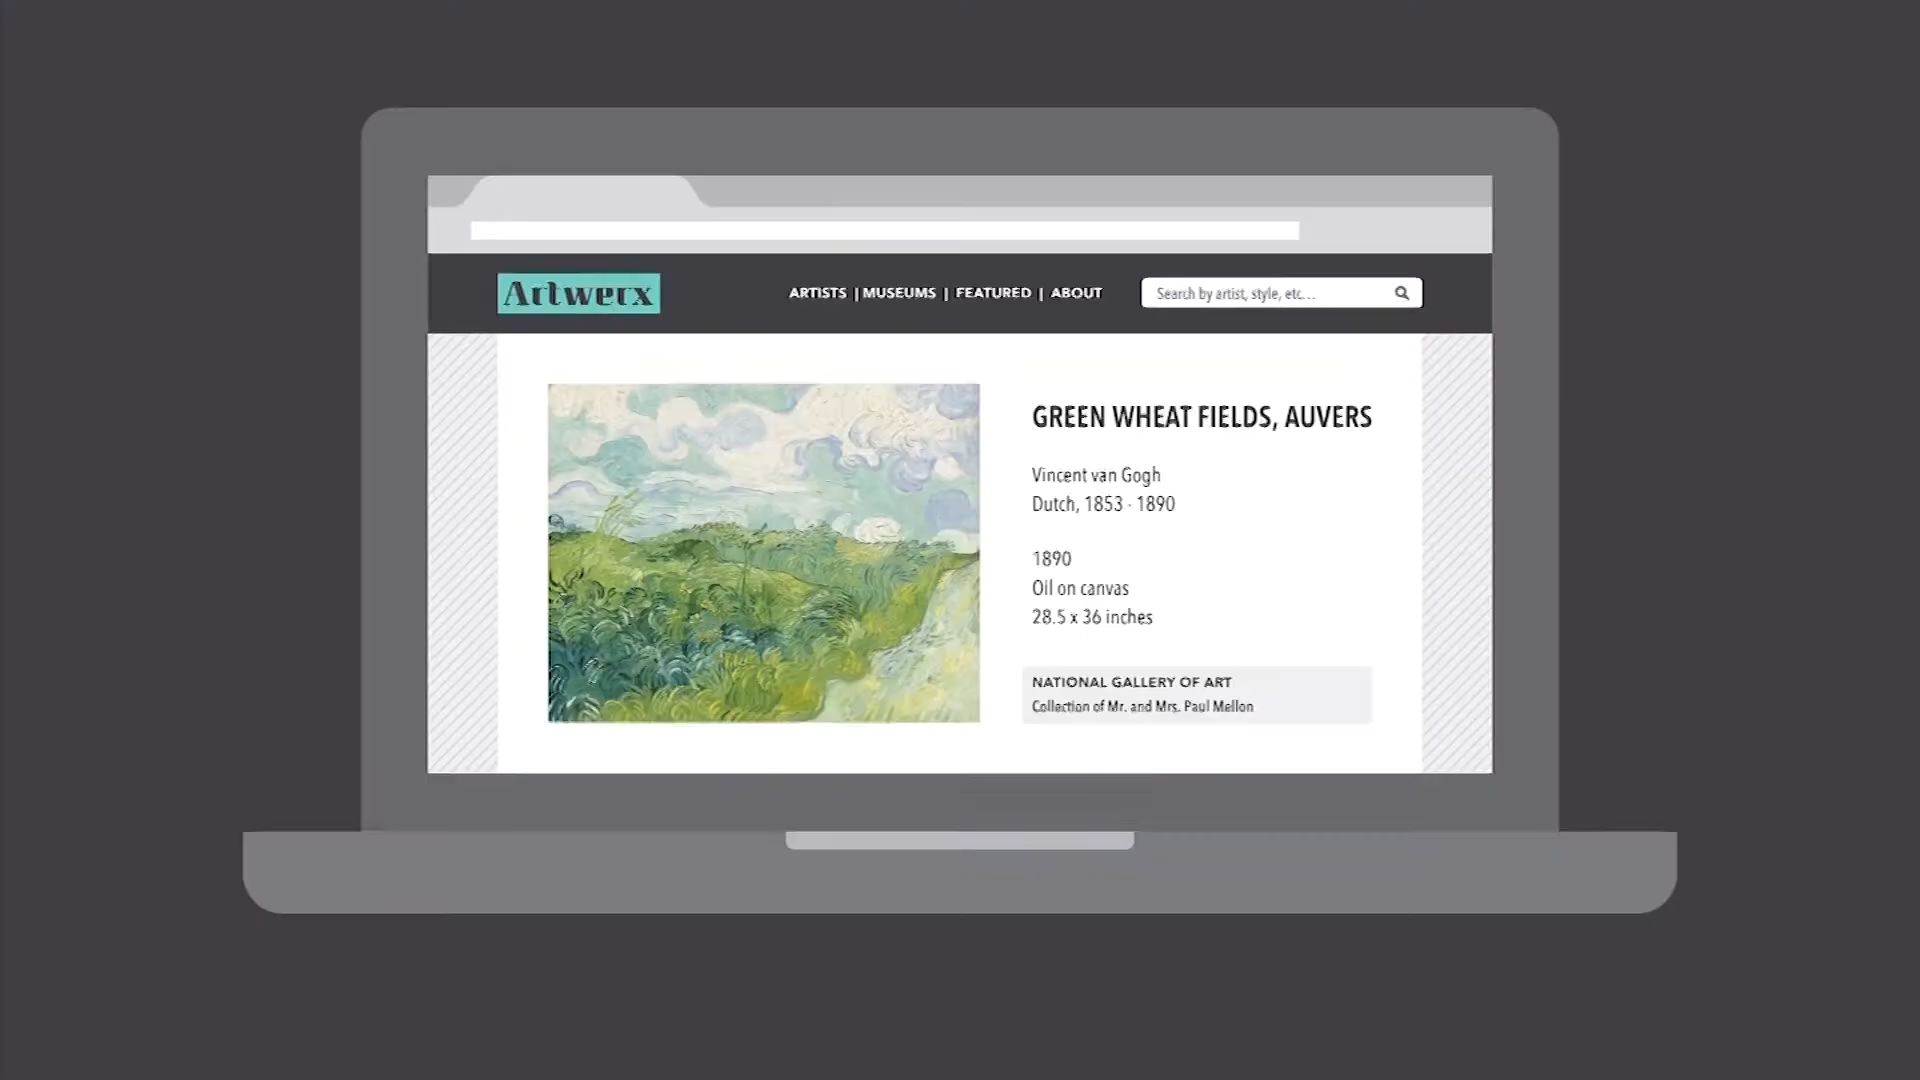 Artwerx
ARTISTS | MUSEUMS | FEATURED | ABOUT
Search by artist, style, etc...
GREEN WHEAT FIELDS, AUVERS
Vincent van Gogh
Dutch, 1853 - 1890
1890
Oil on canvas
28.5 x 36 inches
NATIONAL GALLERY OF ART
Collection of Mr. and Mrs. Paul Mellon